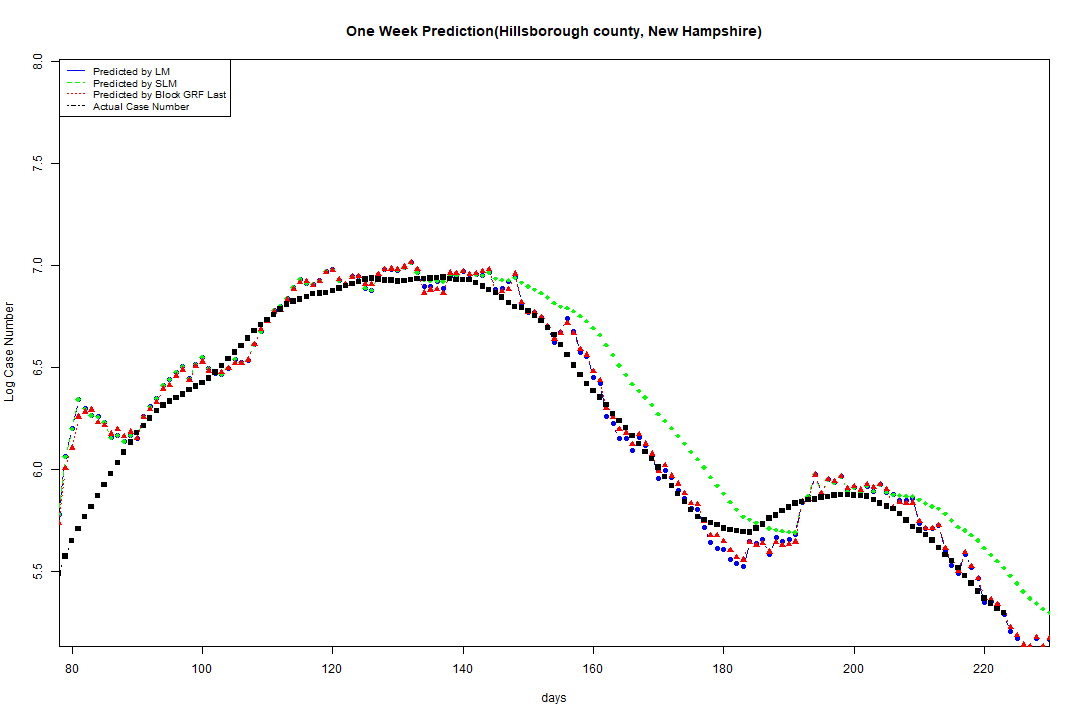 One Week Prediction(Hillsborough county, New Hampshire)
Predicted by LM
Predicted by SLM
Predicted by Block GRF Last
Actual Case Number
Log Case Number
8.0
7.5
7.0
6.5
6.0
5.5
80 100 120 140 160 180 200 220
days